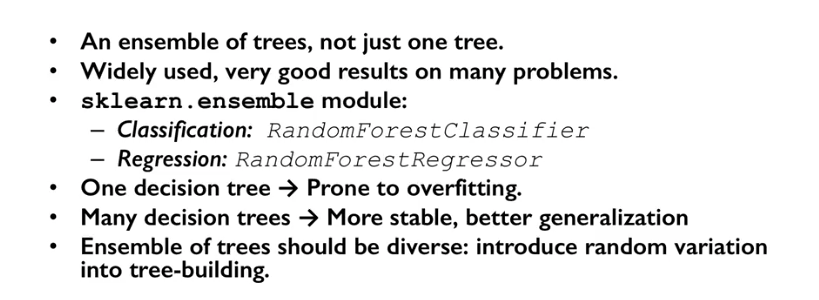 • An ensemble of trees, not just one tree.
• Widely used, very good results on many problems.
• sklearn.ensemble module:
– Classification: RandomForestClassifier
– Regression: RandomForestRegressor
• One decision tree → Prone to overfitting.
• Many decision trees → More stable, better generalization
• Ensemble of trees should be diverse: introduce random variation
into tree-building.